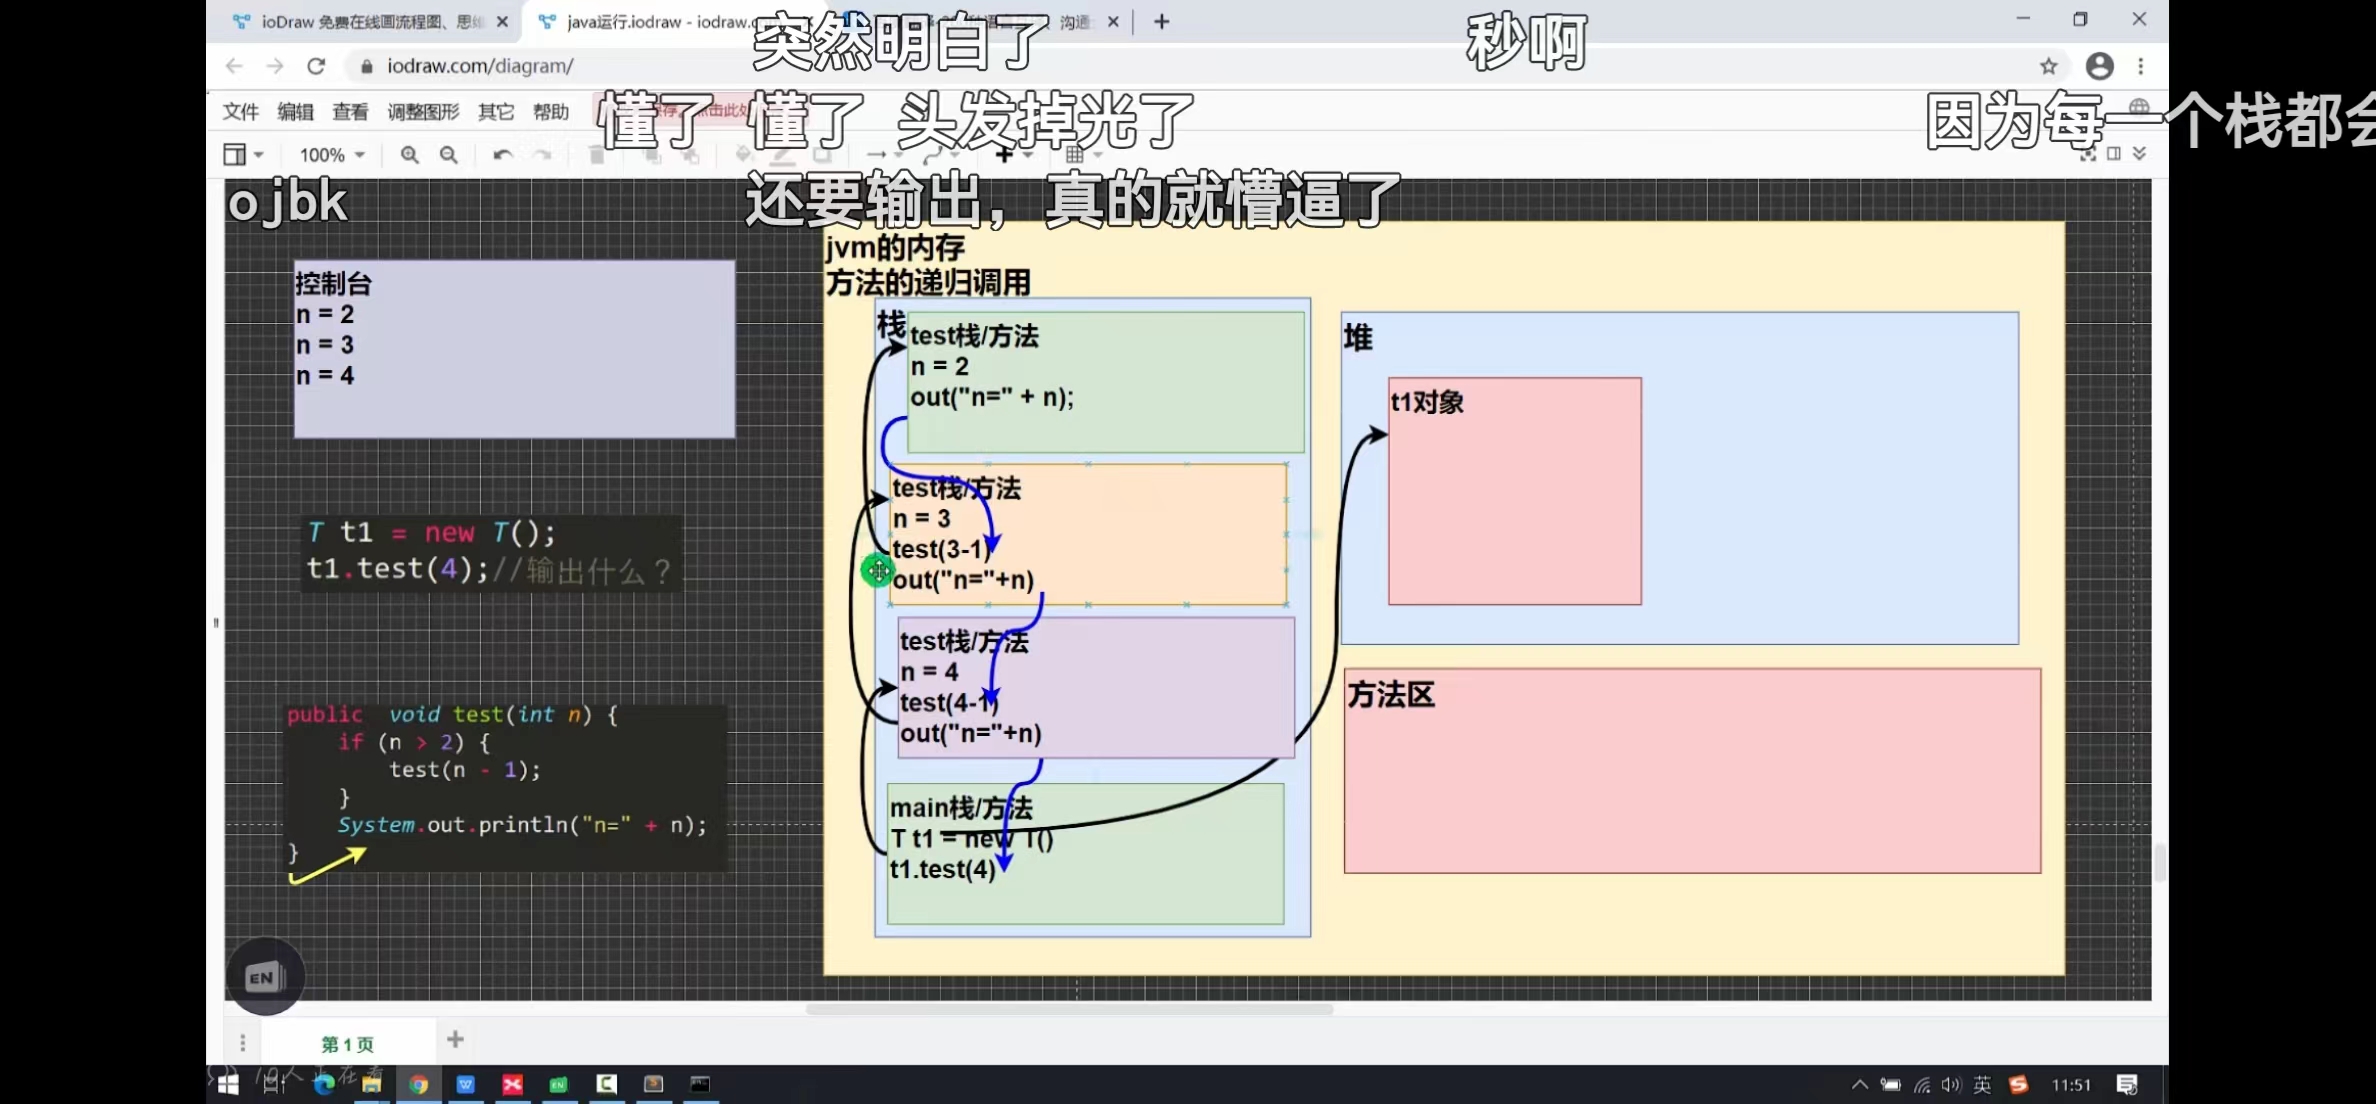 ioDraw 免费在线画流程图、思维
java运行.iodraw - iodraw.c
沟通
突然明白了
秒啊
iodraw.com/diagram/
文件 编辑 查看 调整图形 其它 帮助
懂了 懂了 头发掉光了
因为每一个栈都会
100%
ojbk
还要输出，真的就懵逼了
控制台
n = 2
n = 3
n = 4
T t1 = new T();
t1.test(4);//输出什么？
public void test(int n) {
if (n > 2) {
test(n - 1);
}
System.out.println("n=" + n);
}
jvm的内存
方法的递归调用
栈
test栈/方法
n = 2
out("n=" + n);
test栈/方法
n = 3
test(3-1)
out("n="+n)
test栈/方法
n = 4
test(4-1)
out("n="+n)
main栈/方法
T t1 = new T()
t1.test(4)
堆
t1对象
方法区
EN
第 1 页
10人正在看
英
11:51